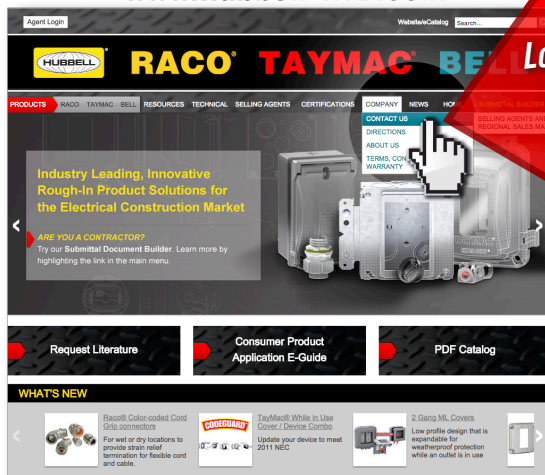 Agent Login
Website/eCatalog
Search...
HUBBELL
RACO®
TAYMAC®
BE
Lo
PRODUCTS
RACO TAYMAC BELL
RESOURCES
TECHNICAL
SELLING AGENTS
CERTIFICATIONS
COMPANY
NEWS
SUBMITTAL BUILDER
CONTACT US
SELLING AGENTS AND
REGIONAL SALES MA
DIRECTIONS
ABOUT US
TERMS, CON
WARRANTY
Industry Leading, Innovative
Rough-In Product Solutions for
the Electrical Construction Market
ARE YOU A CONTRACTOR?
Try our Submittal Document Builder. Learn more by
highlighting the link in the main menu.
Request Literature
Consumer Product
Application E-Guide
PDF Catalog
WHAT'S NEW
Raco® Color-coded Cord
Grip connectors
For wet or dry locations to
provide strain relief
termination for flexible cord
and cable.
CODEGUARD
TayMac® While in Use
Cover / Device Combo
Update your device to meet
2011 NEC
2 Gang ML Covers
Low profile design that is
expandable for
weatherproof protection
while an outlet is in use